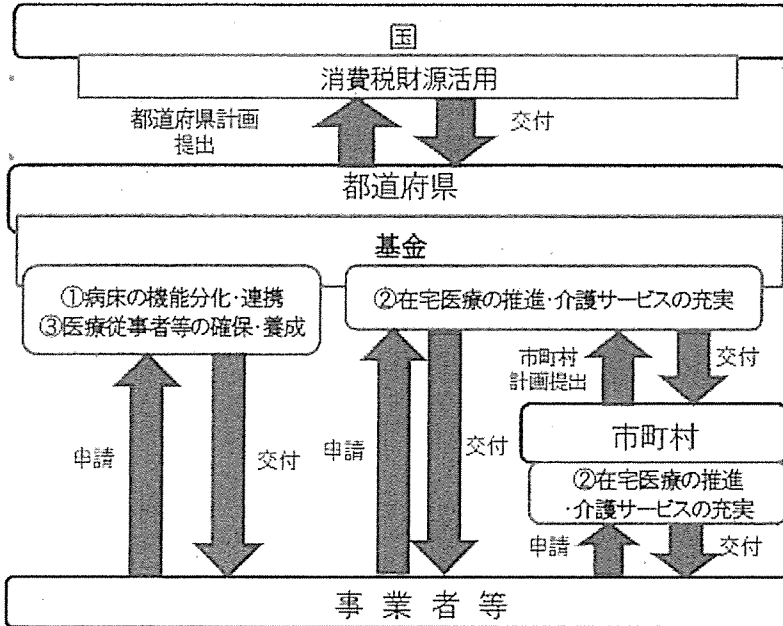 国
消費税財源活用
都道府県計画
提出
交付
都道府県
基金
①病床の機能分化・連携
③医療従事者等の確保・養成
②在宅医療の推進・介護サービスの充実
市町村
計画提出
交付
市町村
②在宅医療の推進
・介護サービスの充実
申請
交付
申請
交付
申請
交付
事業者等